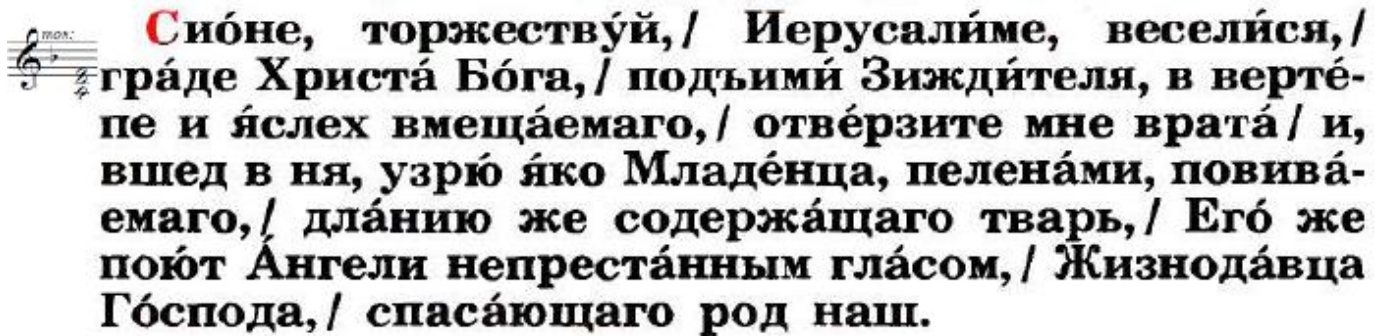 Сио́не, торжеству́й,/ Иерусали́ме, весели́ся,/
гра́де Христа́ Бо́га,/ подъими́ Зижди́теля, в верте́-
пе и я́слех вмеща́емаго,/ отве́рзите мне врата́/ и,
вшед в ня, узрю́ я́ко Младе́нца, пелена́ми, повива́-
емаго,/ дла́нию же содержа́щаго тварь,/ Его́ же
пою́т А́нгели непреста́нным гла́сом,/ Жизнода́вца
Го́спода,/ спаса́ющаго род наш.